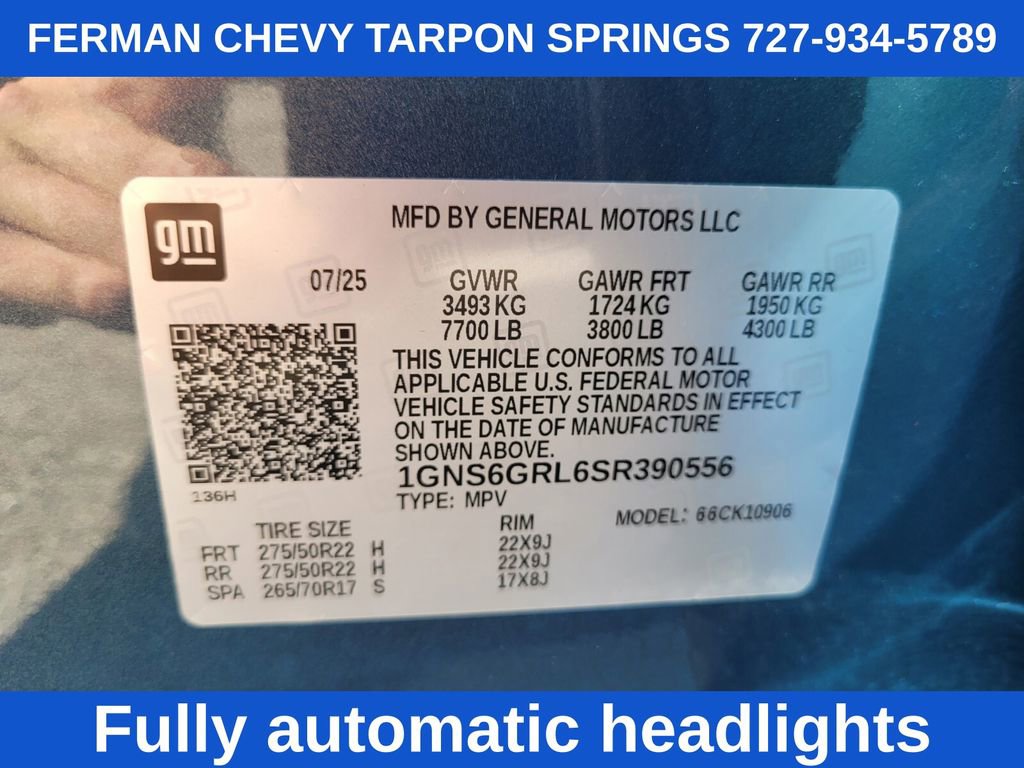 FERMAN CHEVY TARPON SPRINGS 727-934-5789
gm
MFD BY GENERAL MOTORS LLC
07/25 GVWR GAWR FRT GAWR RR
3493 KG 1724 KG 1950 KG
7700 LB 3800 LB 4300 LB
THIS VEHICLE CONFORMS TO ALL
APPLICABLE U.S. FEDERAL MOTOR
VEHICLE SAFETY STANDARDS IN EFFECT
ON THE DATE OF MANUFACTURE
SHOWN ABOVE.
1GNS6GRL6SR390556
136H
TYPE: MPV
MODEL: 66CK10906
TIRE SIZE RIM
FRT 275/50R22 H 22X9J
RR 275/50R22 H 22X9J
SPA 265/70R17 S 17X8J
Fully automatic headlights